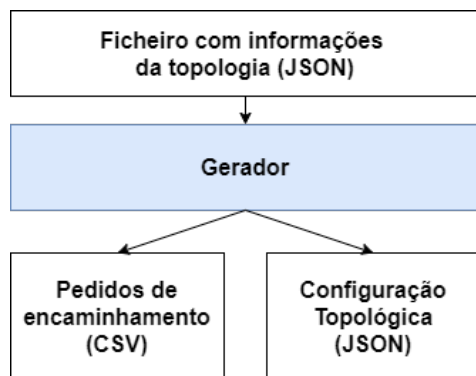 Ficheiro com informações
da topologia (JSON)
Gerador
Pedidos de
encaminhamento
(CSV)
Configuração
Topológica
(JSON)